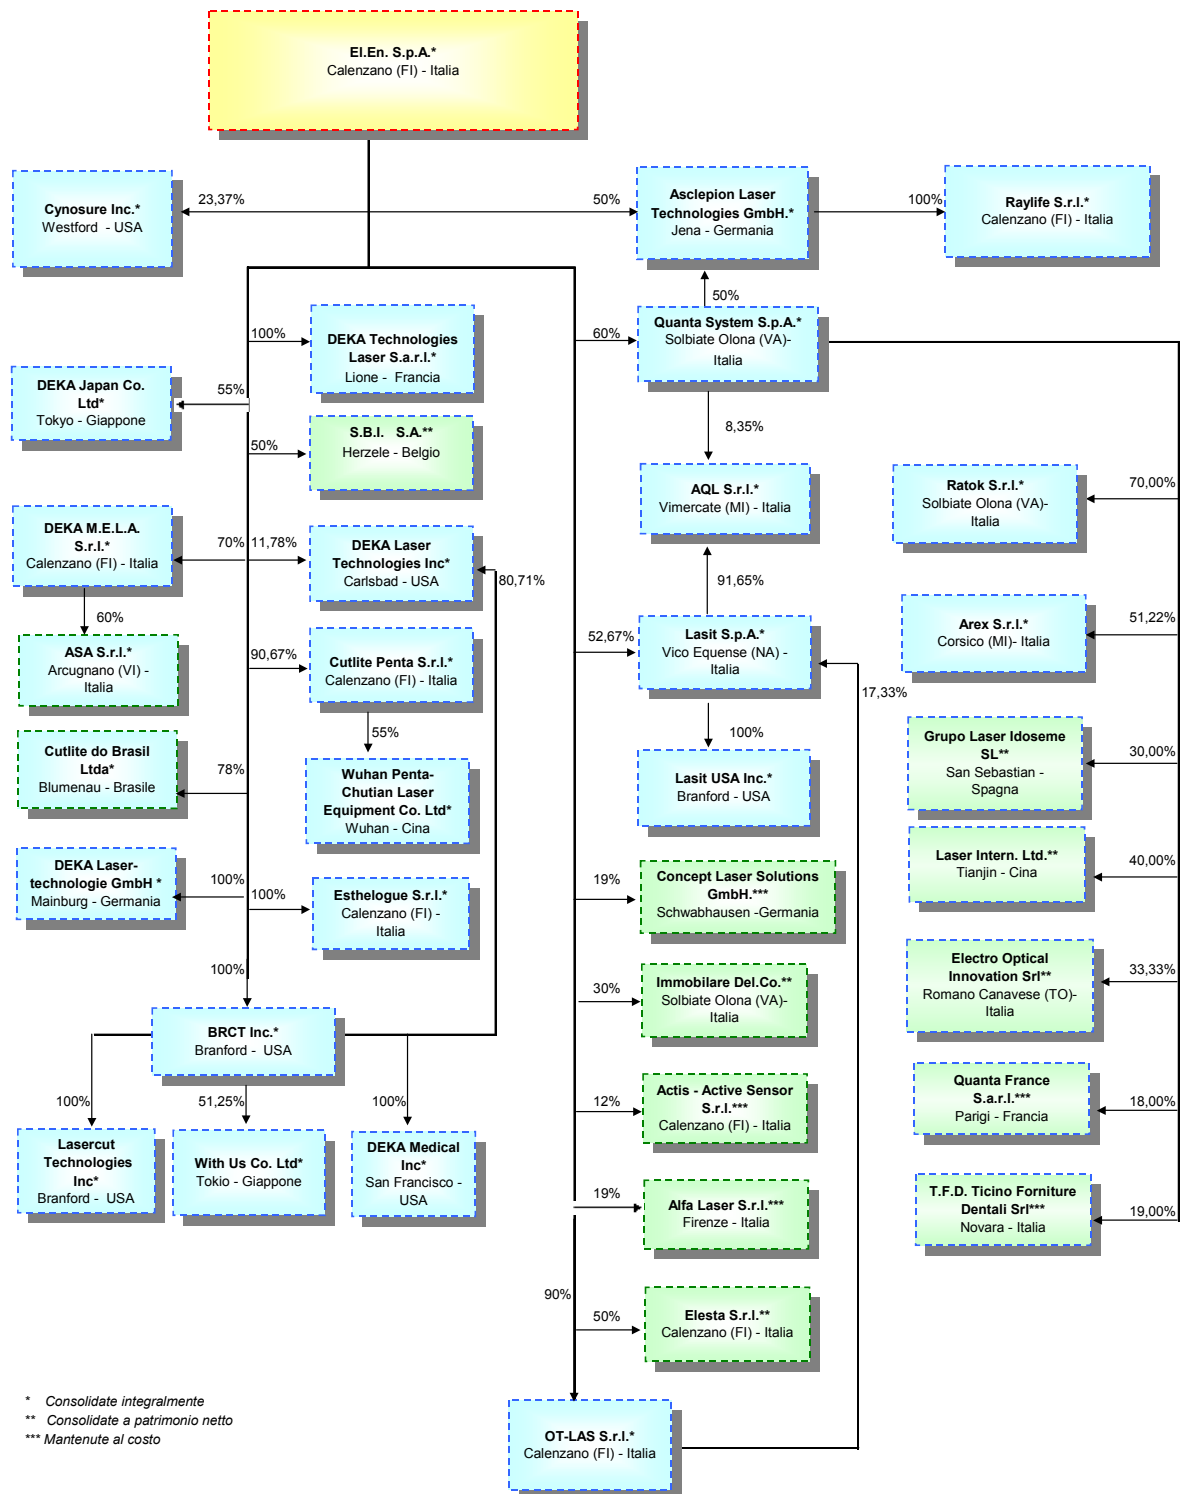 El.En. S.p.A.*
Calenzano (FI) - Italia
Cynosure Inc.*
Westford - USA
23,37%
50%
Asclepion Laser
Technologies GmbH.*
Jena - Germania
100%
Raylife S.r.l.*
Calenzano (FI) - Italia
50%
100%
DEKA Technologies
Laser S.a.r.l.*
Lione - Francia
60%
Quanta System S.p.A.*
Solbiate Olona (VA)-
Italia
DEKA Japan Co.
Ltd*
Tokyo - Giappone
55%
50%
S.B.I. S.A.**
Herzele - Belgio
8,35%
AQL S.r.l.*
Vimercate (MI) - Italia
Ratok S.r.l.*
Solbiate Olona (VA)-
Italia
70,00%
DEKA M.E.L.A.
S.r.l.*
Calenzano (FI) - Italia
70%
11,78%
DEKA Laser
Technologies Inc*
Carlsbad - USA
80,71%
91,65%
60%
ASA S.r.l.*
Arcugnano (VI) -
Italia
90,67%
Cutlite Penta S.r.l.*
Calenzano (FI) - Italia
52,67%
Lasit S.p.A.*
Vico Equense (NA) -
Italia
17,33%
Arex S.r.l.*
Corsico (MI)- Italia
51,22%
55%
100%
Cutlite do Brasil
Ltda*
Blumenau - Brasile
78%
Wuhan Penta-
Chutian Laser
Equipment Co. Ltd*
Wuhan - Cina
Lasit USA Inc.*
Branford - USA
Grupo Laser Idoseme
SL**
San Sebastian -
Spagna
30,00%
DEKA Laser-
technologie GmbH *
Mainburg - Germania
100%
100%
Esthelogue S.r.l.*
Calenzano (FI) -
Italia
19%
Concept Laser Solutions
GmbH.***
Schwabhausen -Germania
Laser Intern. Ltd.**
Tianjin - Cina
40,00%
100%
30%
Immobilare Del.Co.**
Solbiate Olona (VA)-
Italia
Electro Optical
Innovation Srl**
Romano Canavese (TO)-
Italia
33,33%
BRCT Inc.*
Branford - USA
100%
51,25%
100%
12%
Actis - Active Sensor
S.r.l.***
Calenzano (FI) - Italia
Quanta France
S.a.r.l.***
Parigi - Francia
18,00%
Lasercut
Technologies
Inc*
Branford - USA
With Us Co. Ltd*
Tokio - Giappone
DEKA Medical
Inc*
San Francisco -
USA
19%
Alfa Laser S.r.l.***
Firenze - Italia
T.F.D. Ticino Forniture
Dentali Srl***
Novara - Italia
19,00%
90%
50%
Elesta S.r.l.**
Calenzano (FI) - Italia
* Consolidate integralmente
** Consolidate a patrimonio netto
*** Mantenute al costo
OT-LAS S.r.l.*
Calenzano (FI) - Italia